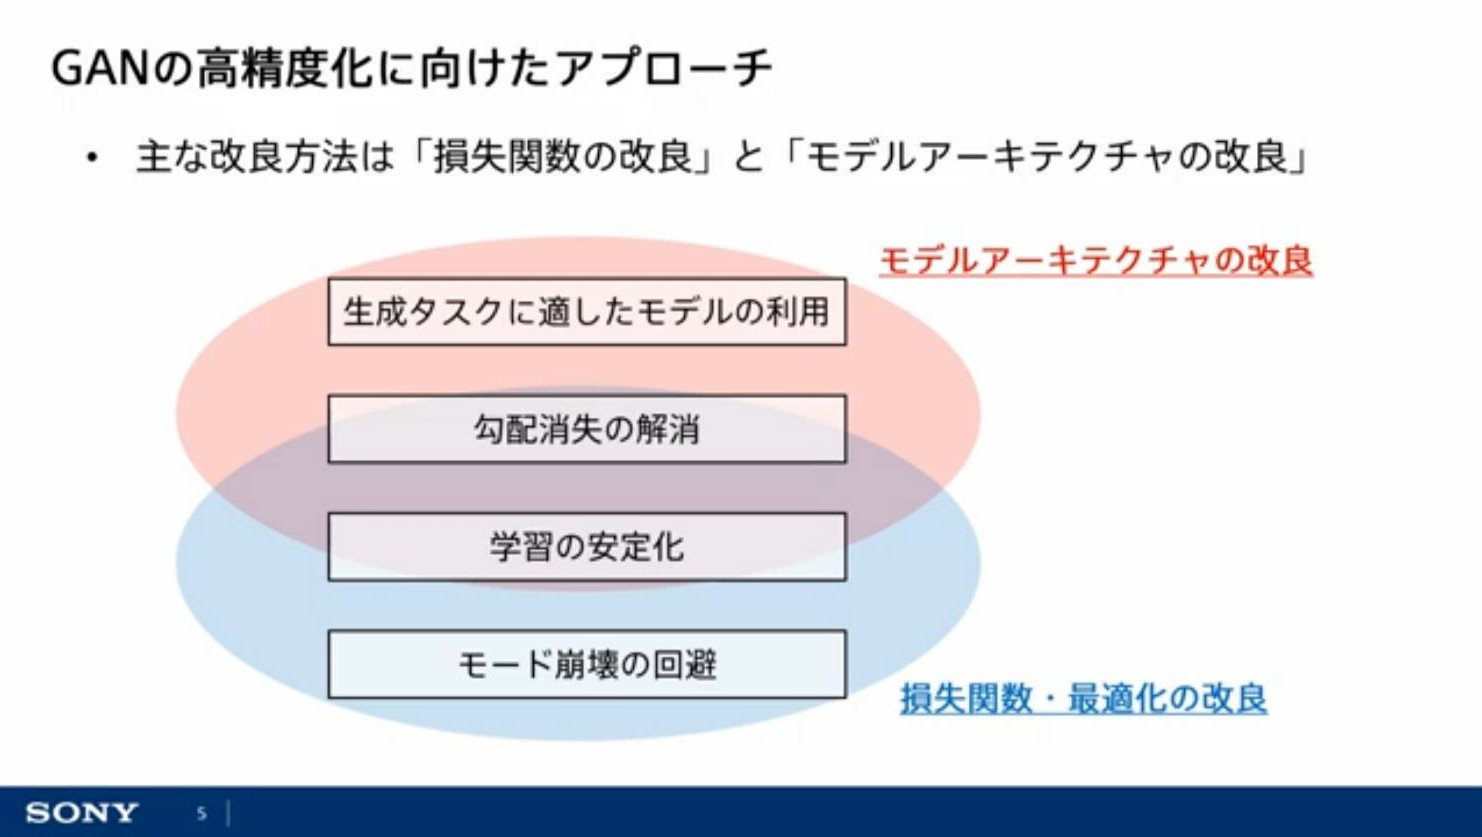 GANの高精度化に向けたアプローチ
• 主な改良方法は「損失関数の改良」と「モデルアーキテクチャの改良」
モデルアーキテクチャの改良
生成タスクに適したモデルの利用
勾配消失の解消
学習の安定化
モード崩壊の回避
損失関数・最適化の改良
SONY 5